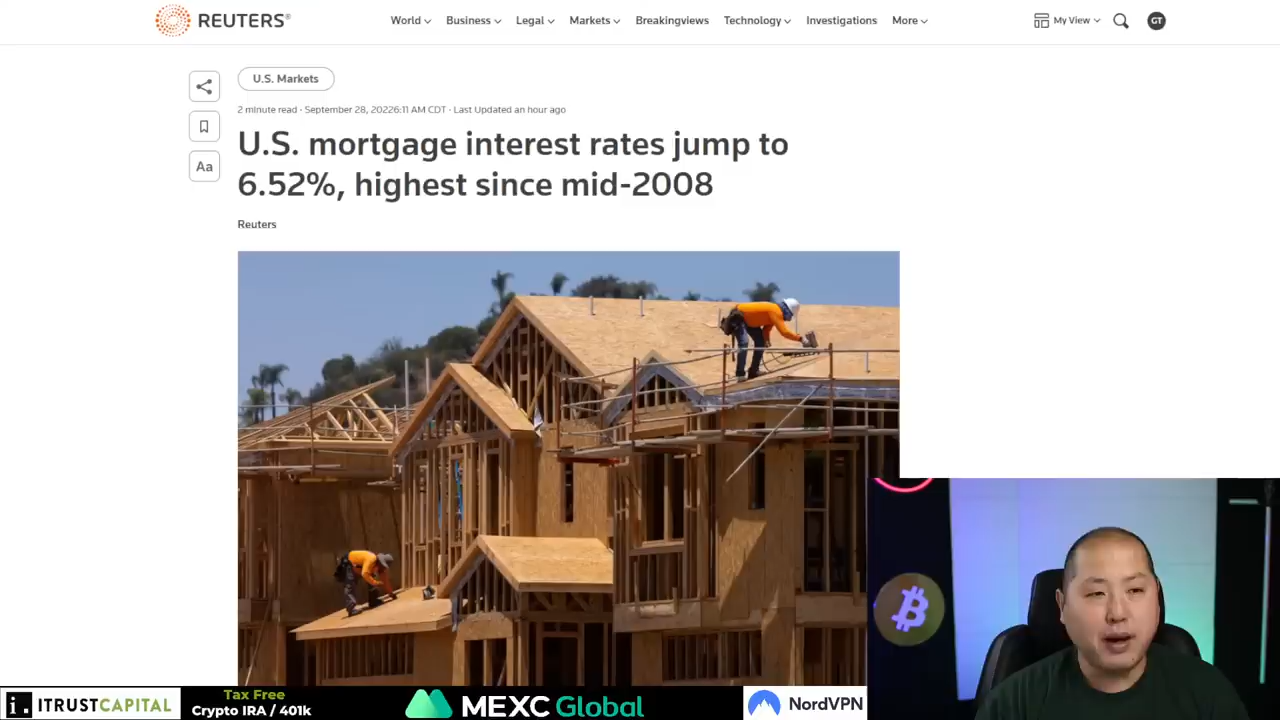 REUTERS®
World
Business
Legal
Markets
Breakingviews
Technology
Investigations
More
My View
GT
U.S. Markets
2 minute read · September 28, 20226:11 AM CDT · Last Updated an hour ago
Aa
U.S. mortgage interest rates jump to
6.52%, highest since mid-2008
Reuters
i. ITRUSTCAPITAL
Tax Free
Crypto IRA / 401k
MEXC Global
NordVPN